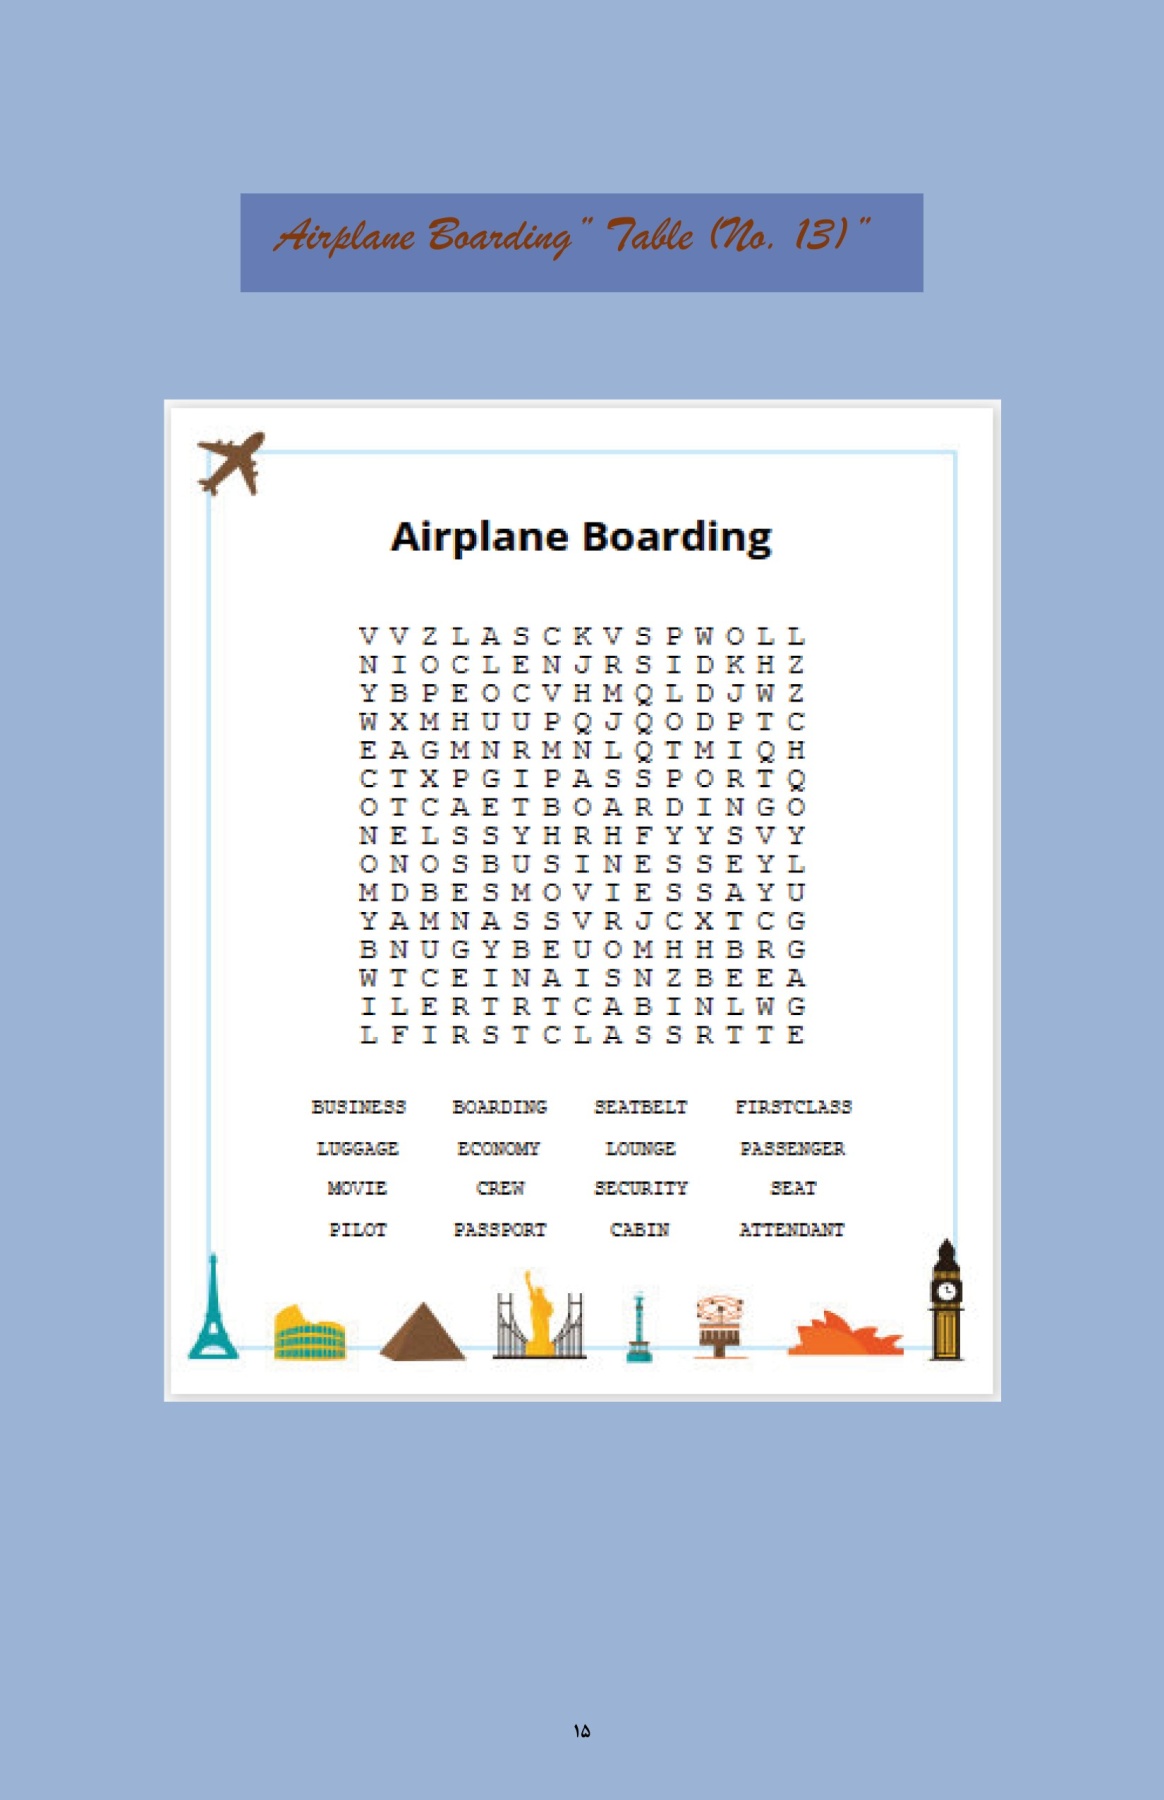 Airplane Boarding" Table (No. 13)"
Airplane Boarding
V V Z L A S C K V S P W O L L
N I O C L E N J R S I D K H Z
Y B P E O C V H M Q L D J W Z
W X M H U U P Q J Q O D P T C
E A G M N R M N L Q T M I Q H
C T X P G I P A S S P O R T Q
O T C A E T B O A R D I N G O
N E L S S Y H R H F Y Y S V Y
O N O S B U S I N E S S E Y L
M D B E S M O V I E S S A Y U
Y A M N A S S V R J C X T C G
B N U G Y B E U O M H H B R G
W T C E I N A I S N Z B E E A
I L E R T R T C A B I N L W G
L F I R S T C L A S S R T T E
BUSINESS BOARDING SEATBELT FIRSTCLASS
LUGGAGE ECONOMY LOUNGE PASSENGER
MOVIE CREW SECURITY SEAT
PILOT PASSPORT CABIN ATTENDANT
۱۵